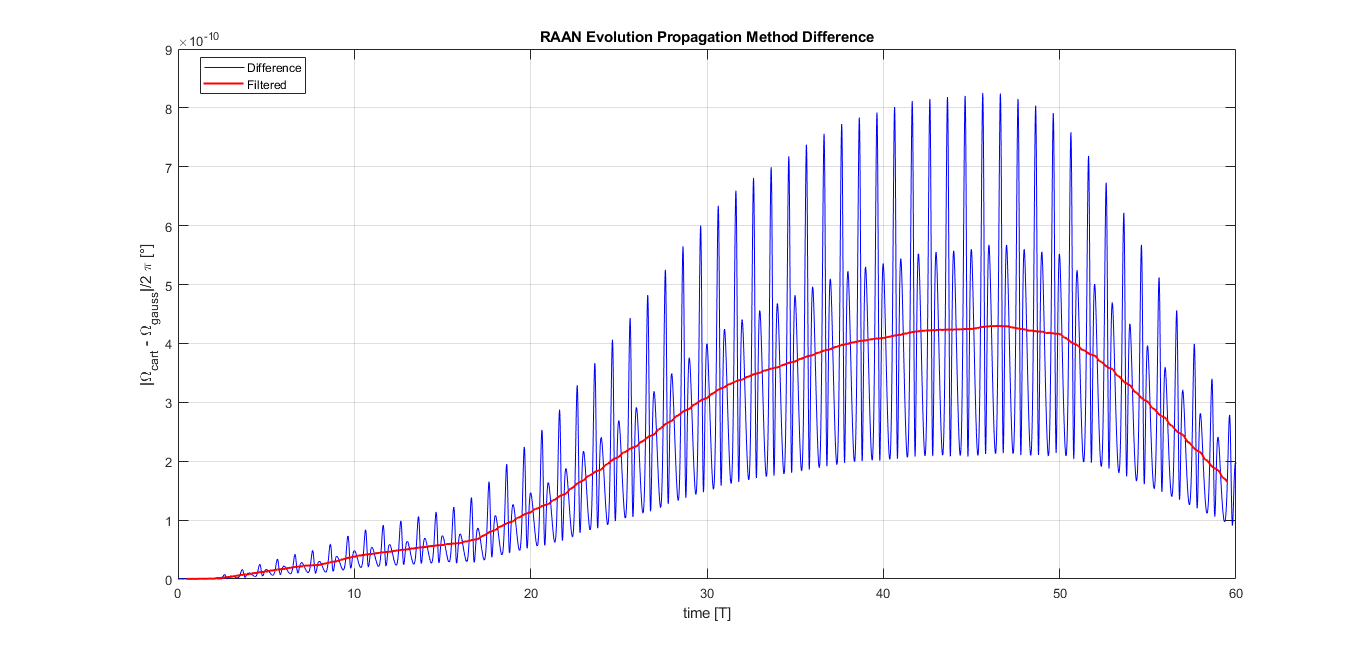 RAAN Evolution Propagation Method Difference
×10^-10
Difference
Filtered
9
8
7
6
5
4
3
2
1
0
|Ω_cart - Ω_gauss|/2 π [°]
0 10 20 30 40 50 60
time [T]